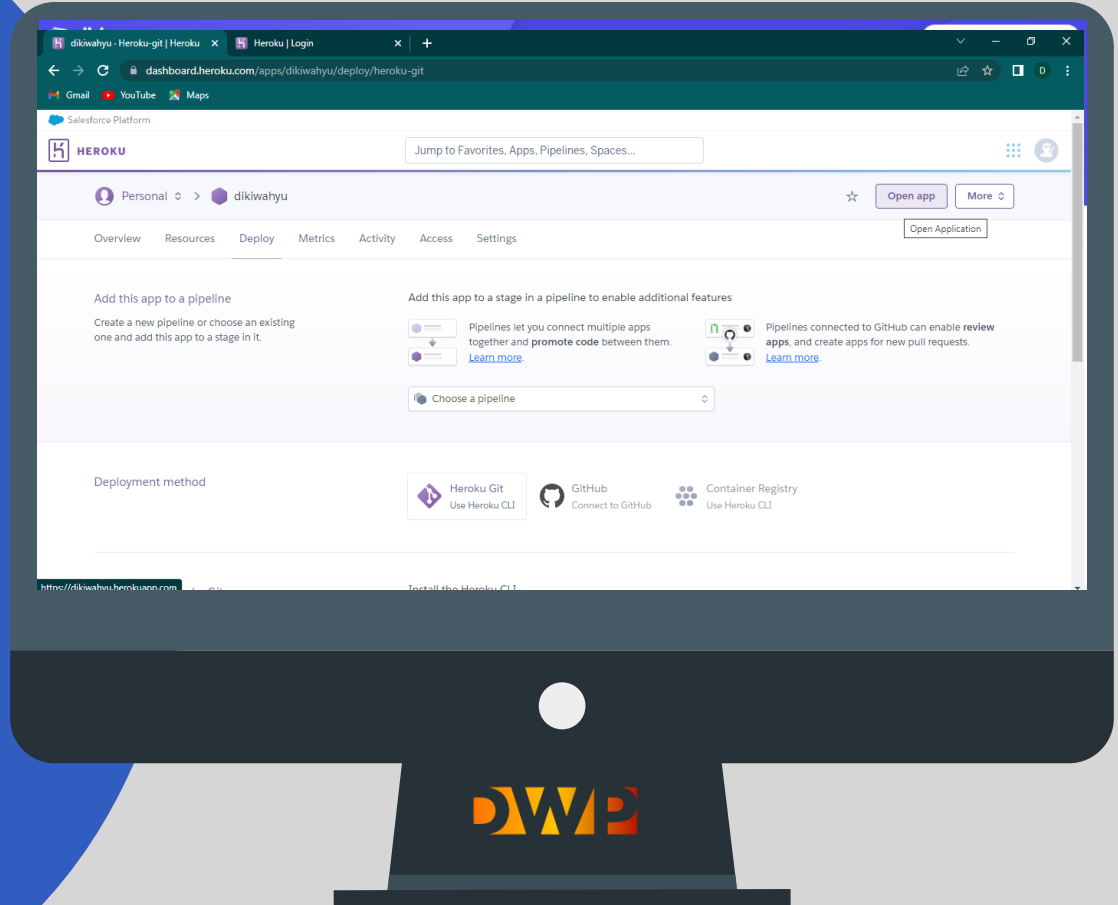 dikiwahyu · Heroku-git | Heroku
Heroku | Login
dashboard.heroku.com/apps/dikiwahyu/deploy/heroku-git
D
Gmail
YouTube
Maps
Salesforce Platform
HEROKU
Jump to Favorites, Apps, Pipelines, Spaces...
Personal > dikiwahyu
Open app
More
Open Application
Overview
Resources
Deploy
Metrics
Activity
Access
Settings
Add this app to a pipeline
Create a new pipeline or choose an existing
one and add this app to a stage in it.
Add this app to a stage in a pipeline to enable additional features
Pipelines let you connect multiple apps
together and promote code between them.
Learn more.
Pipelines connected to GitHub can enable review
apps, and create apps for new pull requests.
Learn more.
Choose a pipeline
Deployment method
Heroku Git
Use Heroku CLI
GitHub
Connect to GitHub
Container Registry
Use Heroku CLI
https://dikiwahyu.herokuapp.com
Install the Heroku CLI
DWP